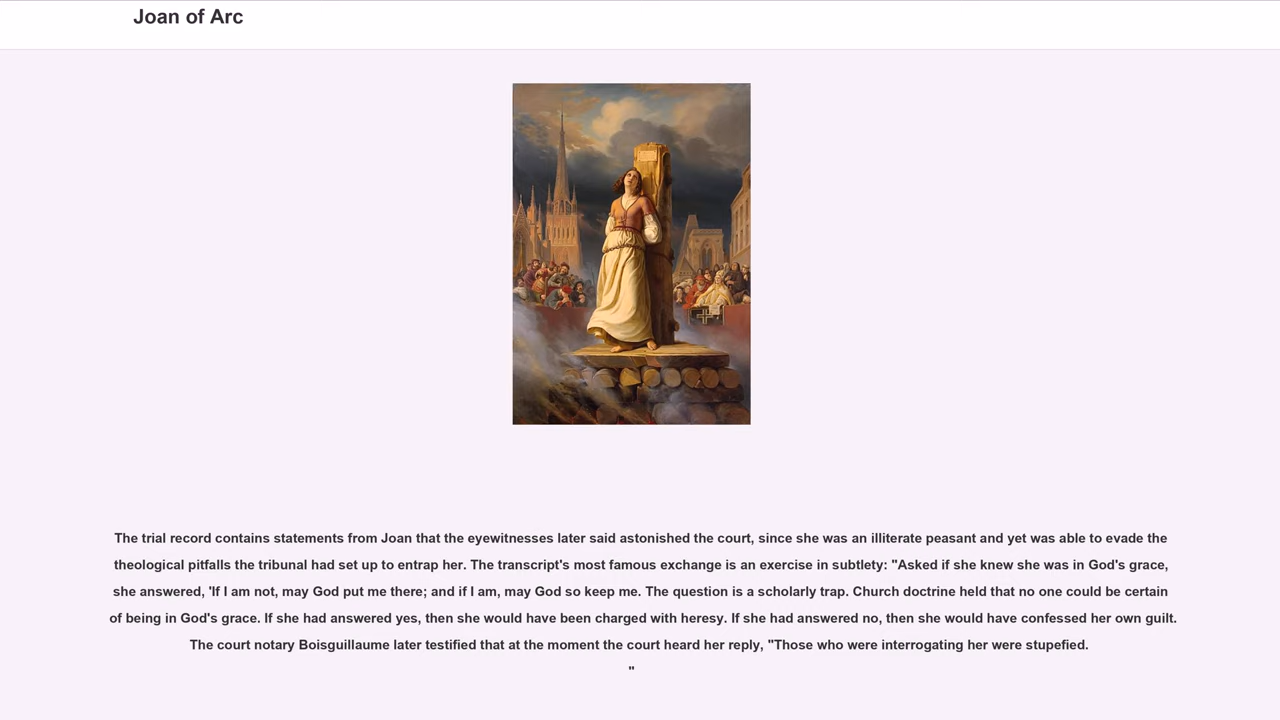 Joan of Arc
The trial record contains statements from Joan that the eyewitnesses later said astonished the court, since she was an illiterate peasant and yet was able to evade the
theological pitfalls the tribunal had set up to entrap her. The transcript's most famous exchange is an exercise in subtlety: "Asked if she knew she was in God's grace,
she answered, 'If I am not, may God put me there; and if I am, may God so keep me. The question is a scholarly trap. Church doctrine held that no one could be certain
of being in God's grace. If she had answered yes, then she would have been charged with heresy. If she had answered no, then she would have confessed her own guilt.
The court notary Boisguillaume later testified that at the moment the court heard her reply, "Those who were interrogating her were stupefied.
"